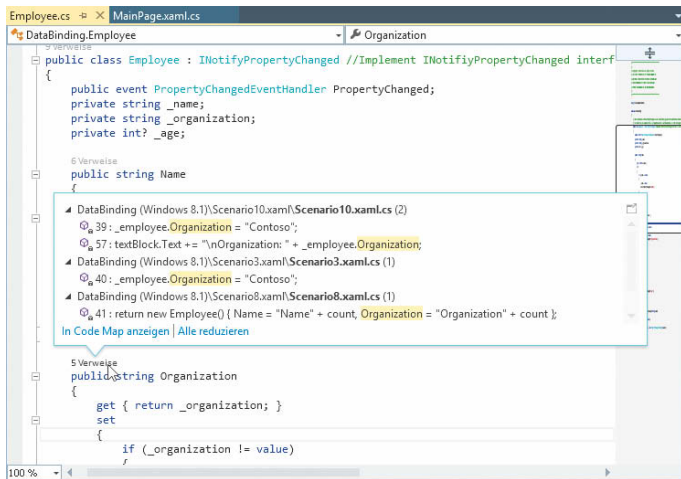 Employee.cs MainPage.xaml.cs
DataBinding.Employee Organization
9 Verweise
public class Employee : INotifyPropertyChanged //Implement INotifiyPropertyChanged interf
{
public event PropertyChangedEventHandler PropertyChanged;
private string _name;
private string _organization;
private int? _age;
6 Verweise
public string Name
{
DataBinding (Windows 8.1)\Scenario10.xaml\Scenario10.xaml.cs (2)
39 : _employee.Organization = "Contoso";
57 : textBlock.Text += "\nOrganization: " + _employee.Organization;
DataBinding (Windows 8.1)\Scenario3.xaml\Scenario3.xaml.cs (1)
40 : _employee.Organization = "Contoso";
DataBinding (Windows 8.1)\Scenario8.xaml\Scenario8.xaml.cs (1)
41 : return new Employee() { Name = "Name" + count, Organization = "Organization" + count };
In Code Map anzeigen | Alle reduzieren
5 Verweise
public string Organization
{
get { return _organization; }
set
{
if (_organization != value)
{
100 %